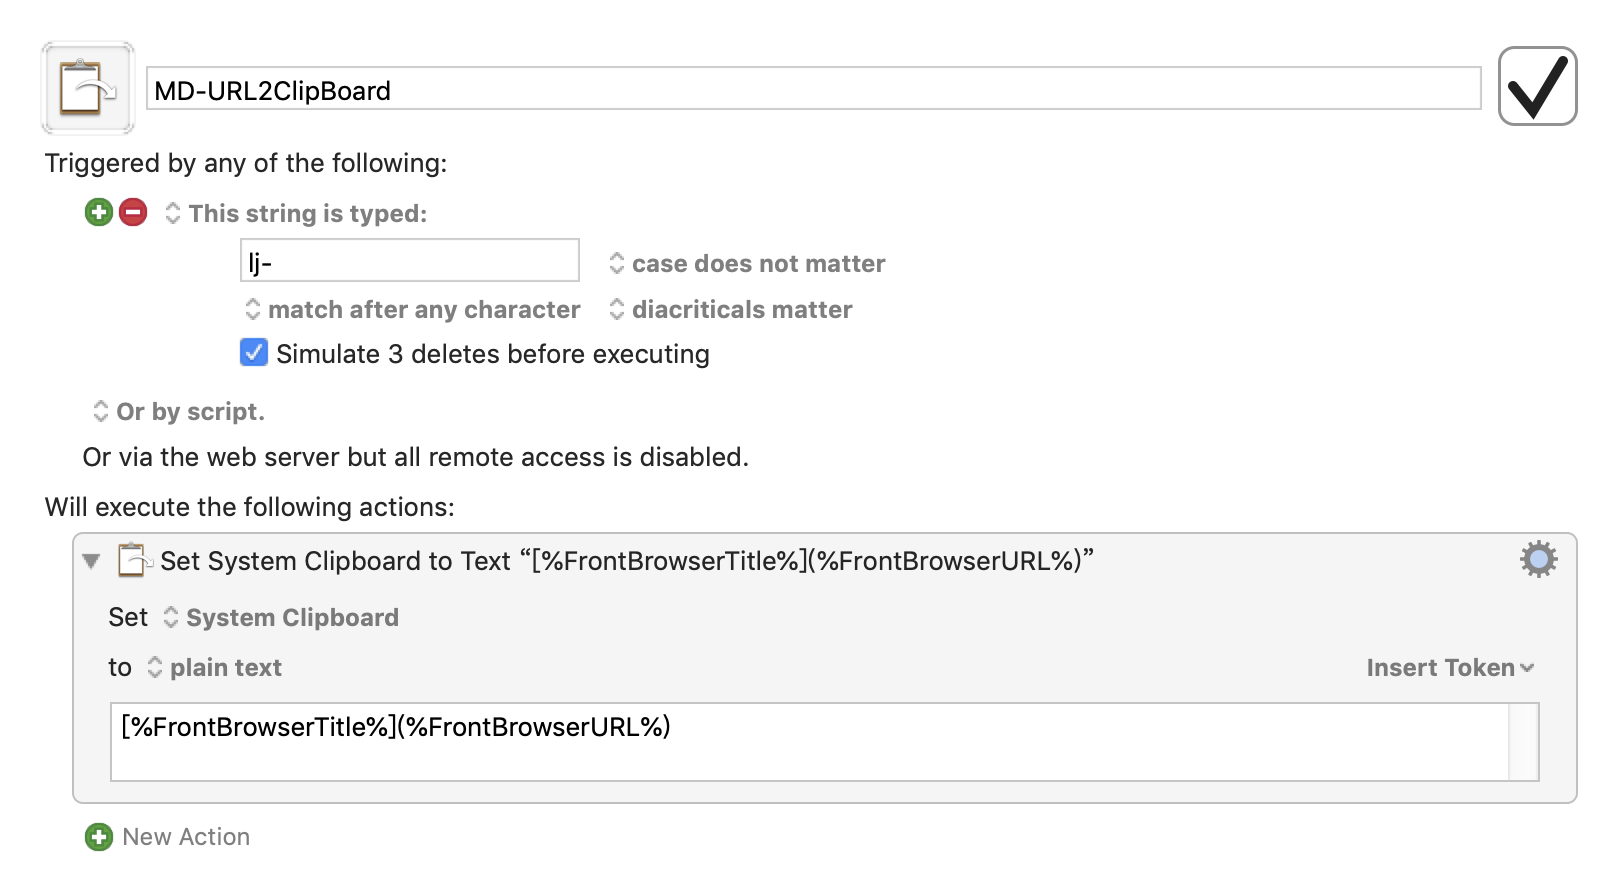 MD-URL2ClipBoard
Triggered by any of the following:
This string is typed:
lj- case does not matter
match after any character diacriticals matter
Simulate 3 deletes before executing
Or by script.
Or via the web server but all remote access is disabled.
Will execute the following actions:
Set System Clipboard to Text “[%FrontBrowserTitle%](%FrontBrowserURL%)”
Set System Clipboard
to plain text Insert Token
[%FrontBrowserTitle%](%FrontBrowserURL%)
New Action